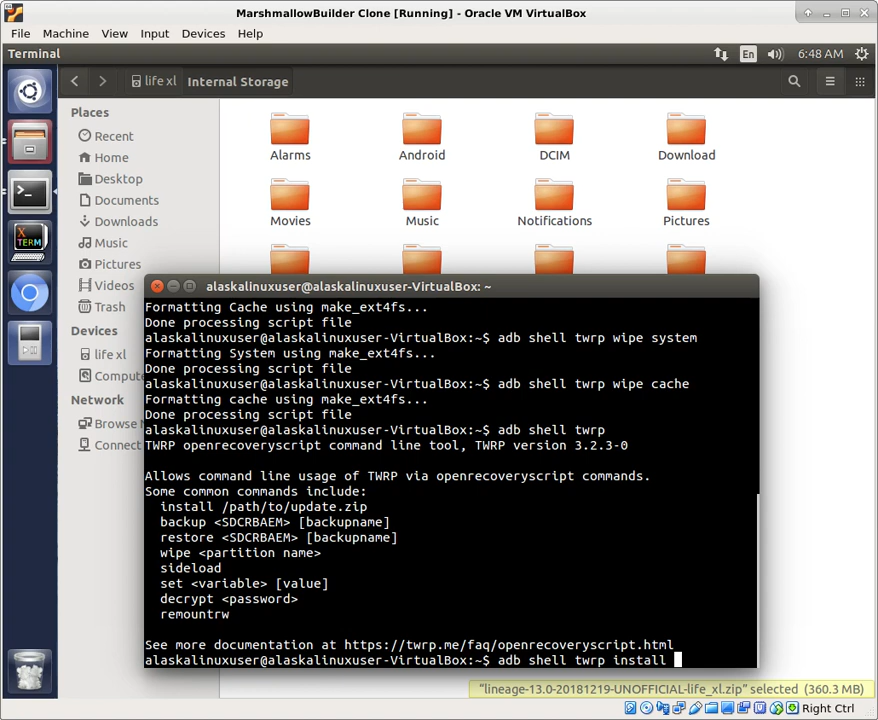 MarshmallowBuilder Clone [Running] - Oracle VM VirtualBox
File Machine View Input Devices Help
Terminal
En
6:48 AM
life xl
Internal Storage
Places
Recent
Home
Desktop
Documents
Downloads
Music
Pictures
Videos
Trash
Devices
life xl
Compute
Network
Browse
Connect
Alarms
Android
DCIM
Download
Movies
Music
Notifications
Pictures
X
TERM
alaskalinuxuser@alaskalinuxuser-VirtualBox: ~
Formatting Cache using make_ext4fs...
Done processing script file
alaskalinuxuser@alaskalinuxuser-VirtualBox:~$ adb shell twrp wipe system
Formatting System using make_ext4fs...
Done processing script file
alaskalinuxuser@alaskalinuxuser-VirtualBox:~$ adb shell twrp wipe cache
Formatting cache using make_ext4fs...
Done processing script file
alaskalinuxuser@alaskalinuxuser-VirtualBox:~$ adb shell twrp
TWRP openrecoveryscript command line tool, TWRP version 3.2.3-0
Allows command line usage of TWRP via openrecoveryscript commands.
Some common commands include:
install /path/to/update.zip
backup <SDCRBAEM> [backupname]
restore <SDCRBAEM> [backupname]
wipe <partition name>
sideload
set <variable> [value]
decrypt <password>
remountrw
See more documentation at https://twrp.me/faq/openrecoveryscript.html
alaskalinuxuser@alaskalinuxuser-VirtualBox:~$ adb shell twrp install
"lineage-13.0-20181219-UNOFFICIAL-life_xl.zip" selected (360.3 MB)
Right Ctrl